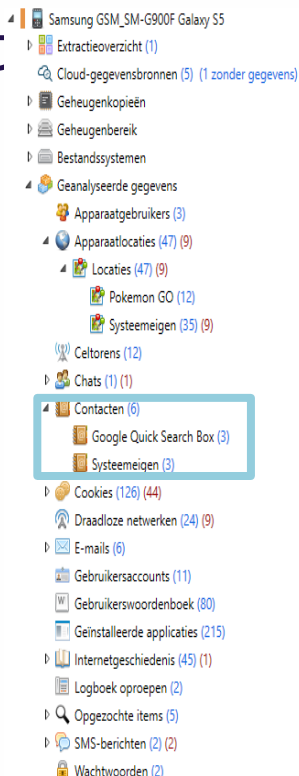 Samsung GSM_SM-G900F Galaxy S5
Extractieoverzicht (1)
Cloud-gegevensbronnen (5) (1 zonder gegevens)
Geheugenkopieën
Geheugenbereik
Bestandssystemen
Geanalyseerde gegevens
Apparaatgebruikers (3)
Apparaatlocaties (47) (9)
Locaties (47) (9)
Pokemon GO (12)
Systeemeigen (35) (9)
Celtorens (12)
Chats (1) (1)
Contacten (6)
Google Quick Search Box (3)
Systeemeigen (3)
Cookies (126) (44)
Draadloze netwerken (24) (9)
E-mails (6)
Gebruikersaccounts (11)
Gebruikerswoordenboek (80)
Geïnstalleerde applicaties (215)
Internetgeschiedenis (45) (1)
Logboek oproepen (2)
Opgezochte items (5)
SMS-berichten (2) (2)
Wachtwoorden (2)